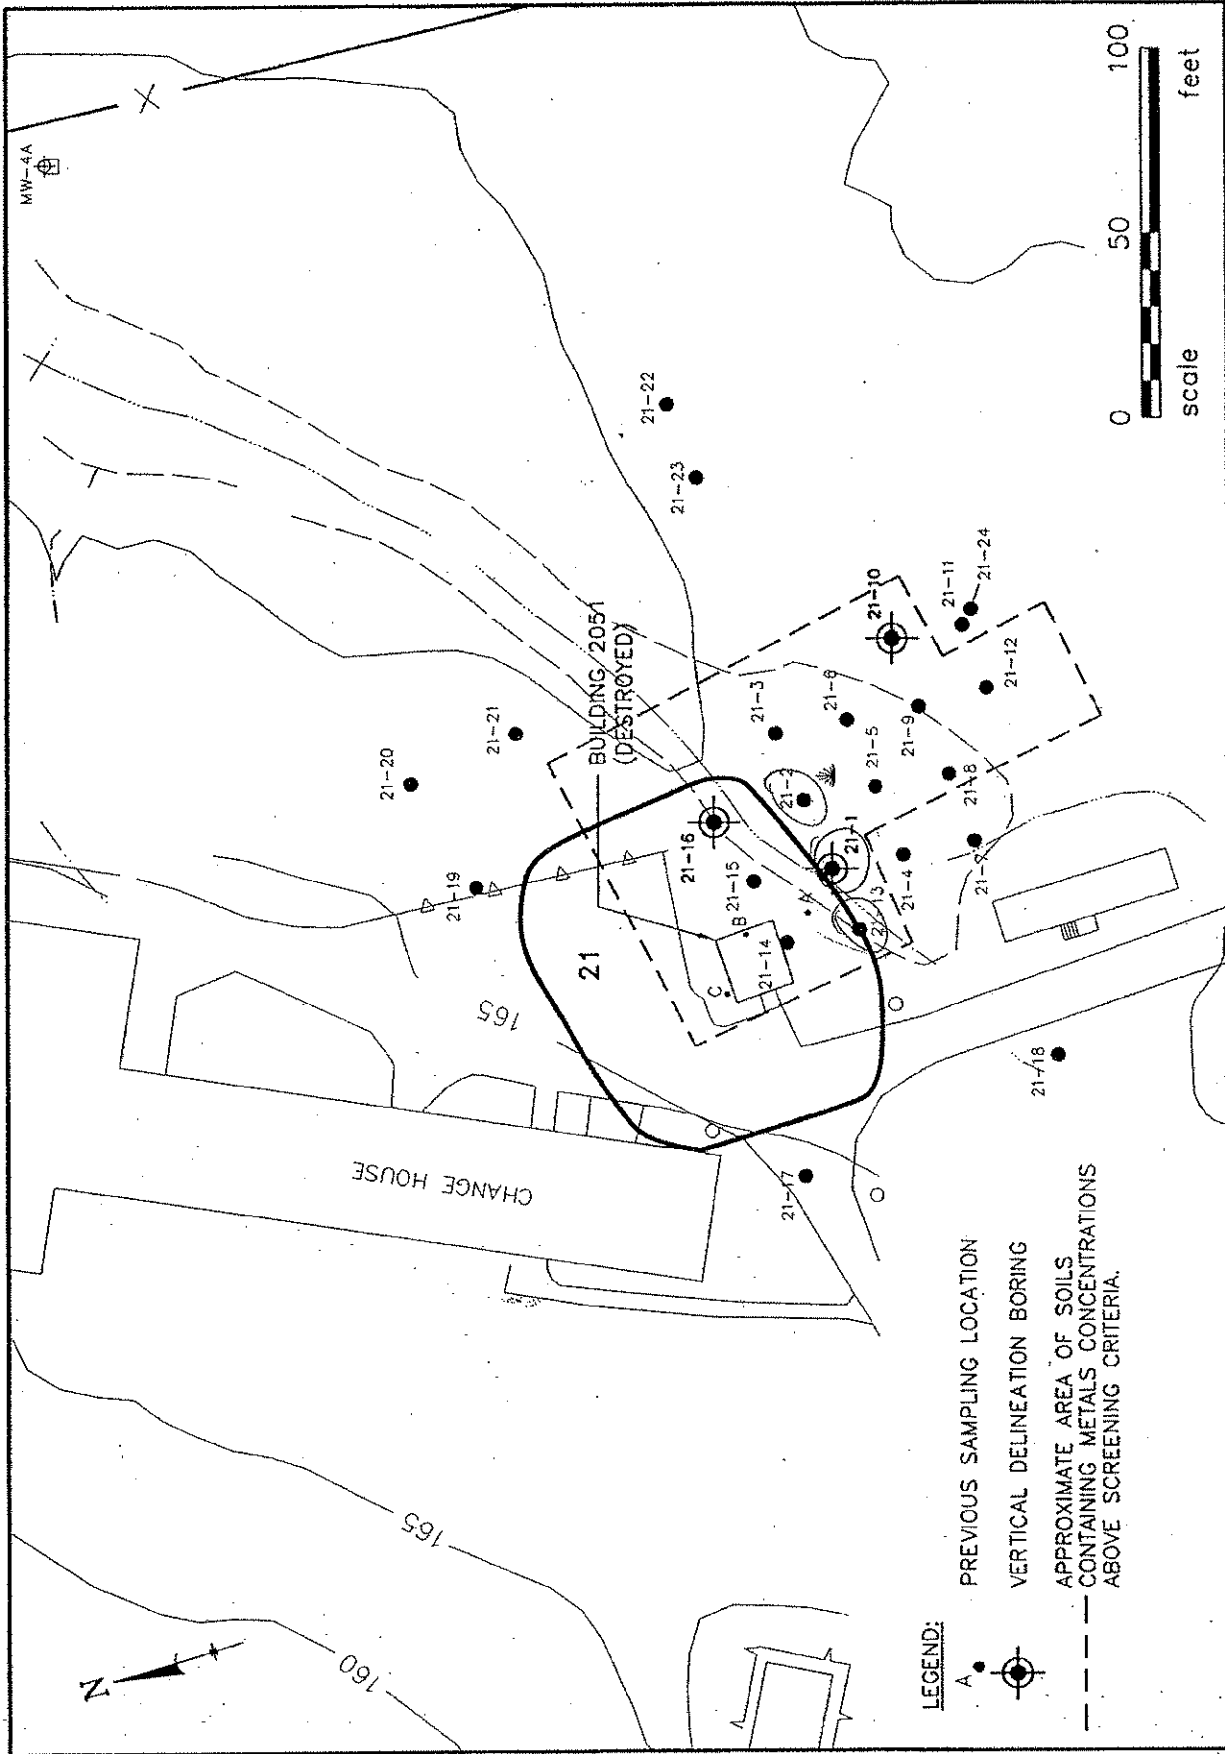 MW-4A
21-22
21-23
21-20
21-21
21-19
BUILDING 2051
(DESTROYED)
21-10
21-11
21-24
21-12
21-3
21-6
21-5
21-9
21-8
21-2
21-1
21-4
21-7
21-13
21-16
21-15
21-14
A
B
C
21
165
CHANGE HOUSE
21-17
21-18
165
160
N
LEGEND:
A
PREVIOUS SAMPLING LOCATION
VERTICAL DELINEATION BORING
APPROXIMATE AREA OF SOILS
CONTAINING METALS CONCENTRATIONS
ABOVE SCREENING CRITERIA.
0 50 100
scale feet